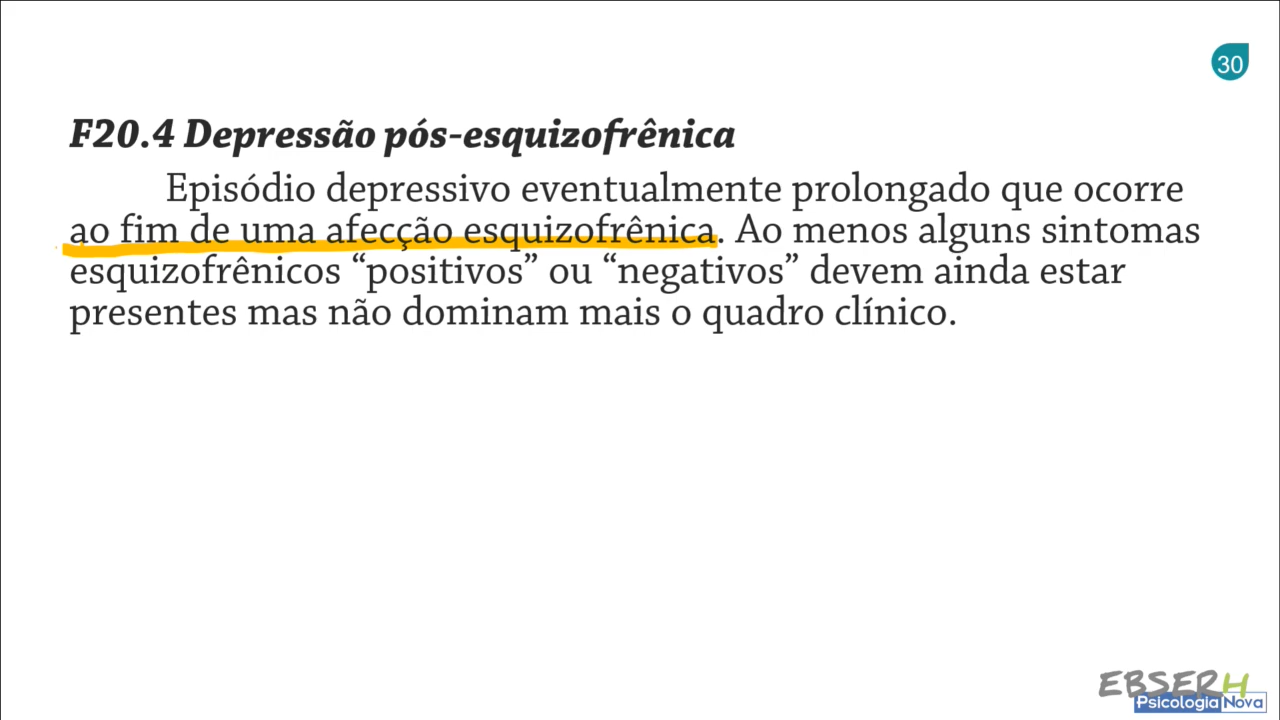 30
F20.4 Depressão pós-esquizofrênica
Episódio depressivo eventualmente prolongado que ocorre
ao fim de uma afecção esquizofrênica. Ao menos alguns sintomas
esquizofrênicos “positivos” ou “negativos” devem ainda estar
presentes mas não dominam mais o quadro clínico.
EBSERH
Psicologia Nova